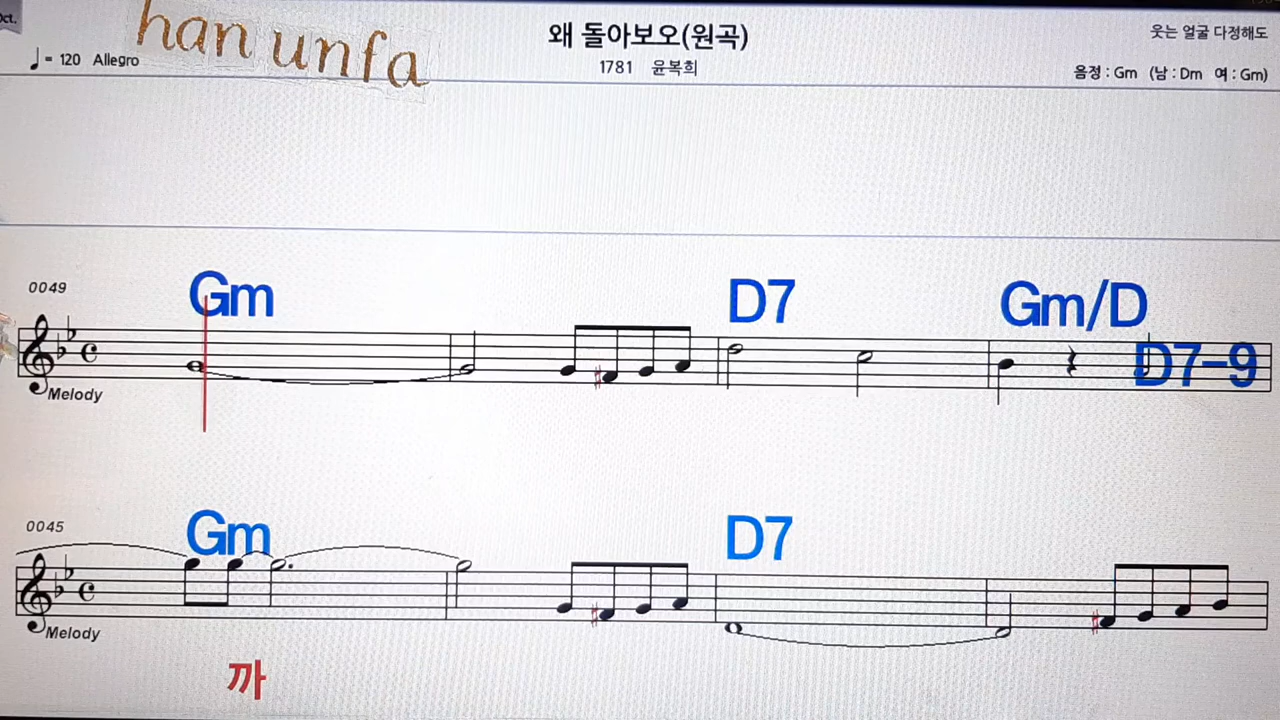 Oct.
han unfa
♩= 120 Allegro
왜 돌아보오(원곡)
1781 윤복희
웃는 얼굴 다정해도
음정 : Gm (남 : Dm 여 : Gm)
0049
Gm D7 Gm/D D7-9
Melody
0045
Gm D7
Melody
까